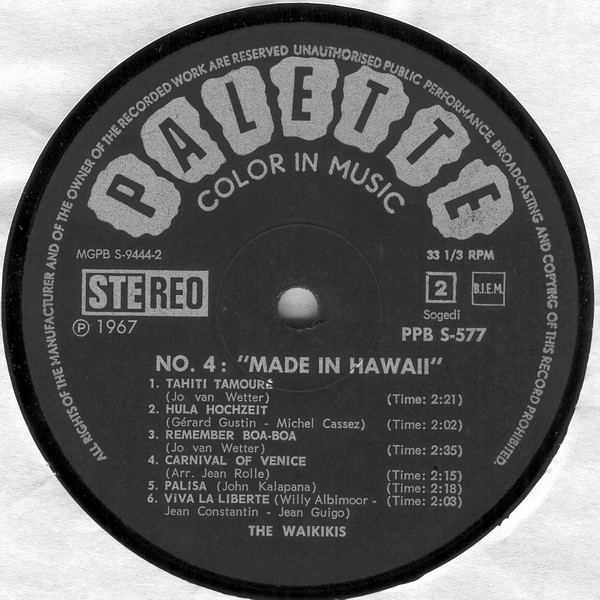 ALL RIGHTS OF THE MANUFACTURER AND OF THE OWNER OF THE RECORDED WORK ARE RESERVED UNAUTHORISED PUBLIC PERFORMANCE, BROADCASTING AND COPYING OF THIS RECORD PROHIBITED.
PALETTE
COLOR IN MUSIC
MGPB S-9444-2
33 1/3 RPM
STEREO
2
B.I.E.M.
Sogedi
℗ 1967
PPB S-577
NO. 4: "MADE IN HAWAII"
1. TAHITI TAMOURÉ
(Jo van Wetter) (Time: 2:21)
2. HULA HOCHZEIT
(Gérard Gustin - Michel Cassez) (Time: 2:02)
3. REMEMBER BOA-BOA
(Jo van Wetter) (Time: 2:35)
4. CARNIVAL OF VENICE
(Arr. Jean Rolle) (Time: 2:15)
5. PALISA (John Kalapana) (Time: 2:18)
6. ViVA LA LIBERTE (Willy Albimoor - (Time: 2:03)
Jean Constantin - Jean Guigo)
THE WAIKIKIS